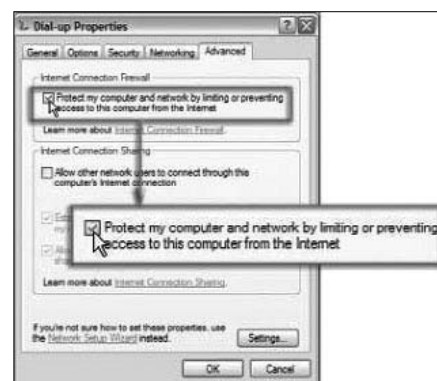 Dial-up Properties
General Options Security Networking Advanced
Internet Connection Firewall
Protect my computer and network by limiting or preventing
access to this computer from the Internet
Learn more about Internet Connection Firewall.
Internet Connection Sharing
Allow other network users to connect through this
computer's Internet connection
Protect my computer and network by limiting or preventing
access to this computer from the Internet
Learn more about Internet Connection Sharing.
If you're not sure how to set these properties, use
the Network Setup Wizard instead.
Settings...
OK Cancel